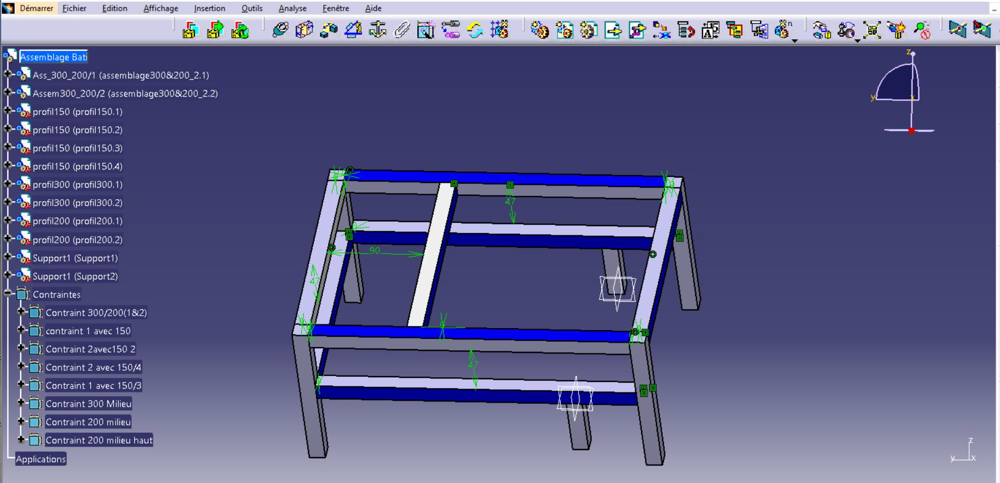 Démarrer Fichier Edition Affichage Insertion Outils Analyse Fenêtre Aide
Assemblage Bati
Ass_300_200/1 (assemblage300&200_2.1)
Assem300_200/2 (assemblage300&200_2.2)
profil150 (profil150.1)
profil150 (profil150.2)
profil150 (profil150.3)
profil150 (profil150.4)
profil300 (profil300.1)
profil300 (profil300.2)
profil200 (profil200.1)
profil200 (profil200.2)
Support1 (Support1)
Support1 (Support2)
Contraintes
Contraint 300/200(1&2)
contraint 1 avec 150
Contraint 2avec150 2
Contraint 2 avec 150/4
Contraint 1 avec 150/3
Contraint 300 Milieu
Contraint 200 milieu
Contraint 200 milieu haut
Applications
z
y x
47
90
47
47
z
y x